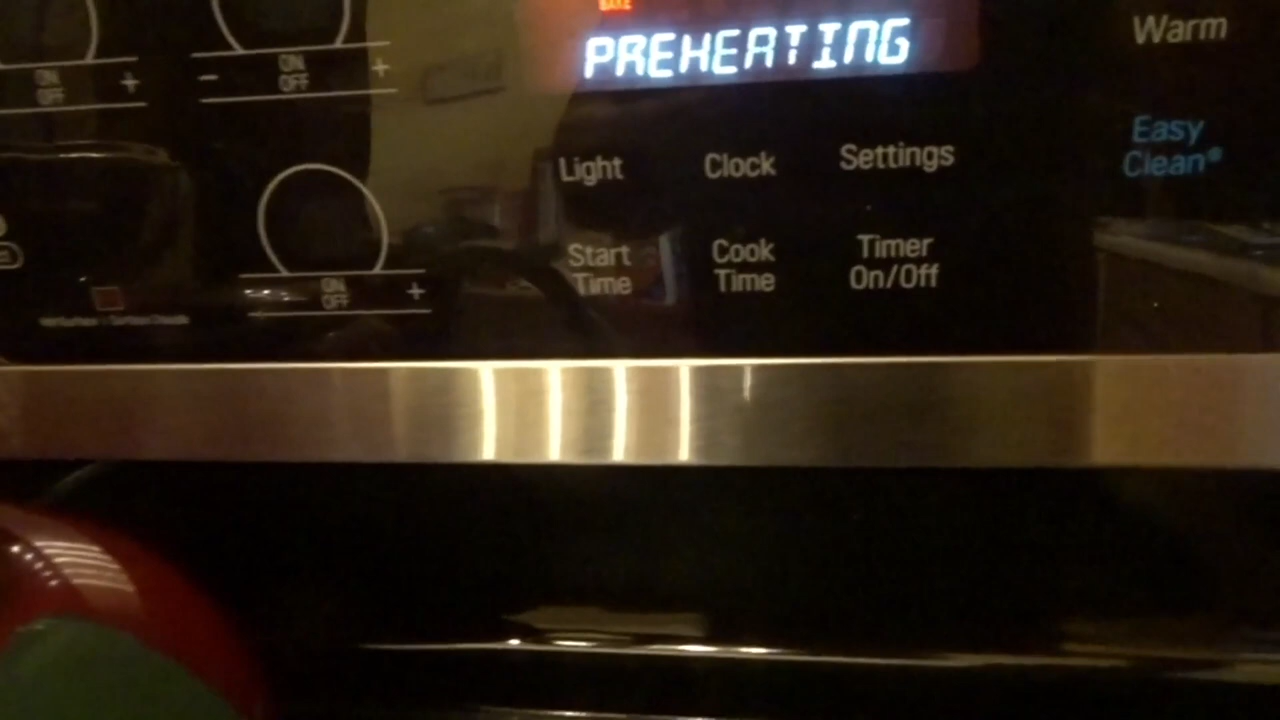 BAKE
PREHEATING
Warm
ON
OFF
+
-
ON
OFF
+
Easy
Clean®
Light
Clock
Settings
Start
Time
Cook
Time
Timer
On/Off
ON
OFF
+